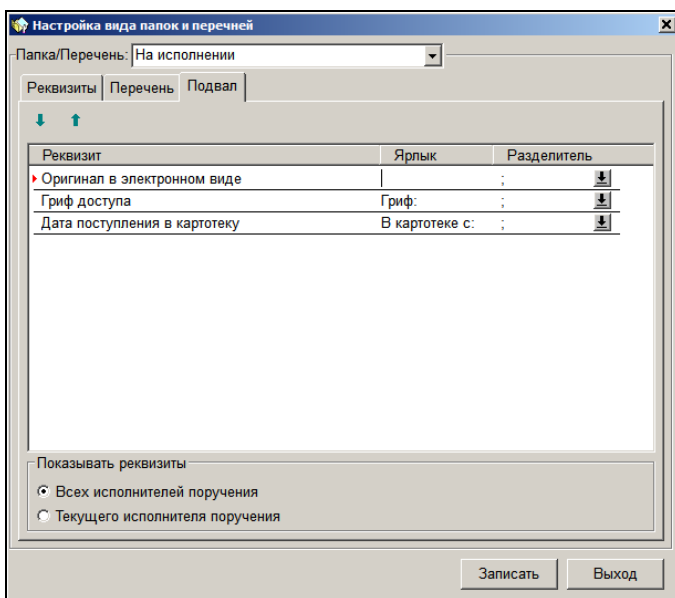 Настройка вида папок и перечней
Папка/Перечень: На исполнении
Реквизиты Перечень Подвал
Реквизит Ярлык Разделитель
Оригинал в электронном виде ;
Гриф доступа Гриф: ;
Дата поступления в картотеку В картотеке с: ;
Показывать реквизиты
Всех исполнителей поручения
Текущего исполнителя поручения
Записать Выход